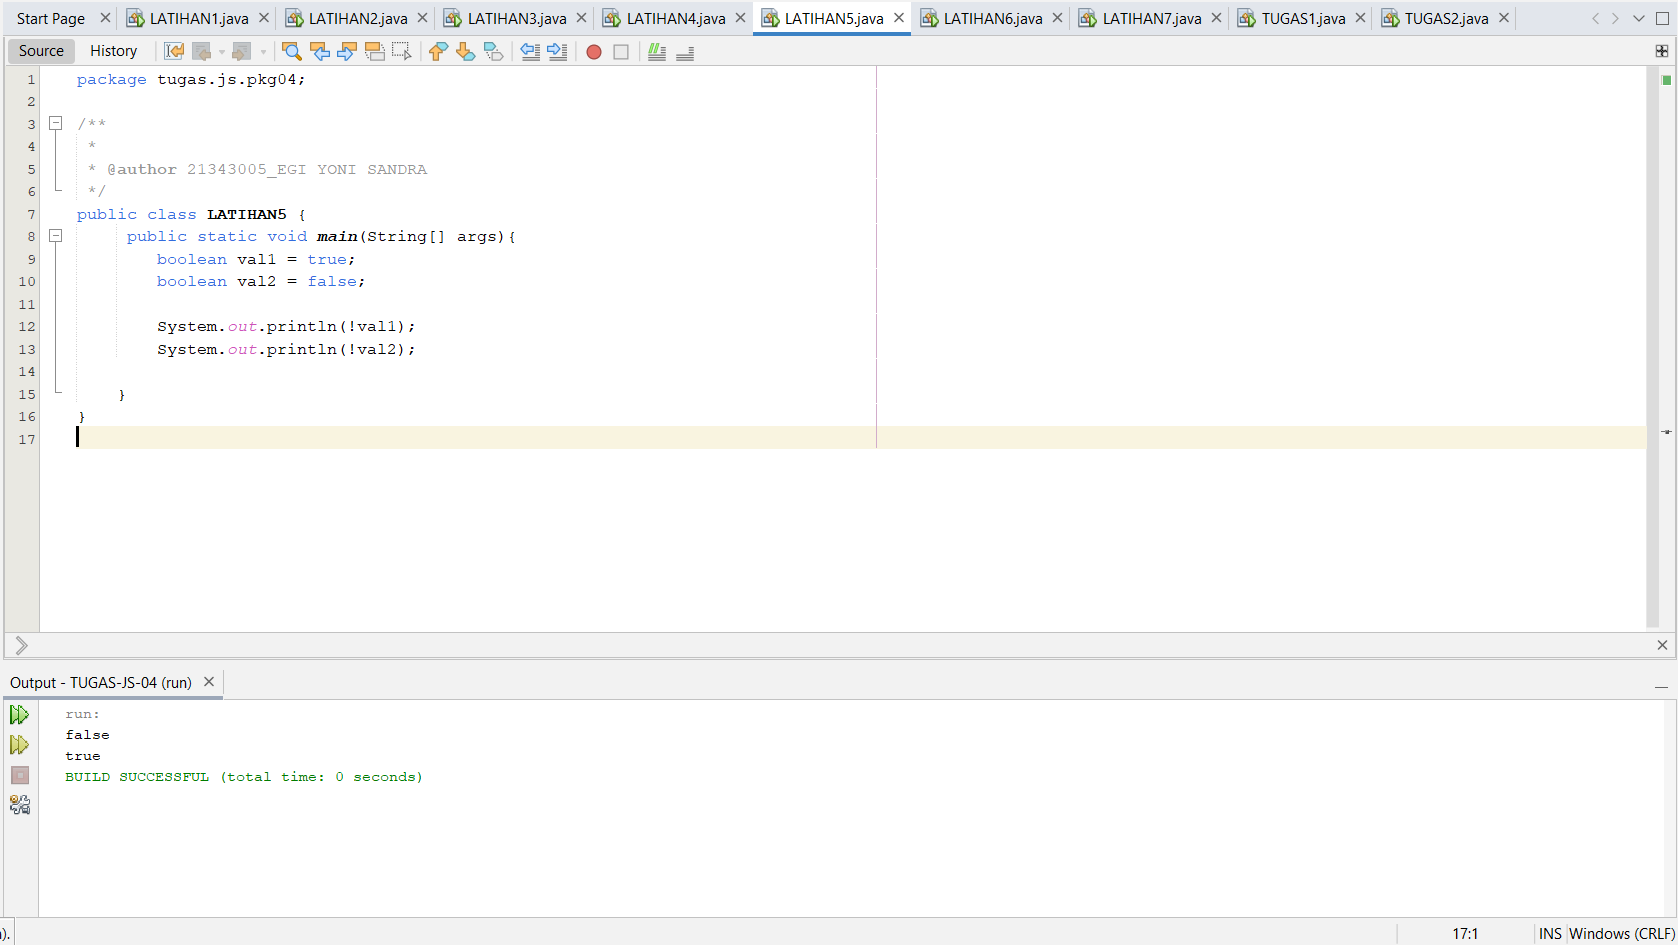 Start Page LATIHAN1.java LATIHAN2.java LATIHAN3.java LATIHAN4.java LATIHAN5.java LATIHAN6.java LATIHAN7.java TUGAS1.java TUGAS2.java
Source History
1 package tugas.js.pkg04;
2
3 /**
4 *
5 * @author 21343005_EGI YONI SANDRA
6 */
7 public class LATIHAN5 {
8 public static void main(String[] args){
9 boolean val1 = true;
10 boolean val2 = false;
11
12 System.out.println(!val1);
13 System.out.println(!val2);
14
15 }
16 }
17
Output - TUGAS-JS-04 (run)
run:
false
true
BUILD SUCCESSFUL (total time: 0 seconds)
). 17:1 INS Windows (CRLF)